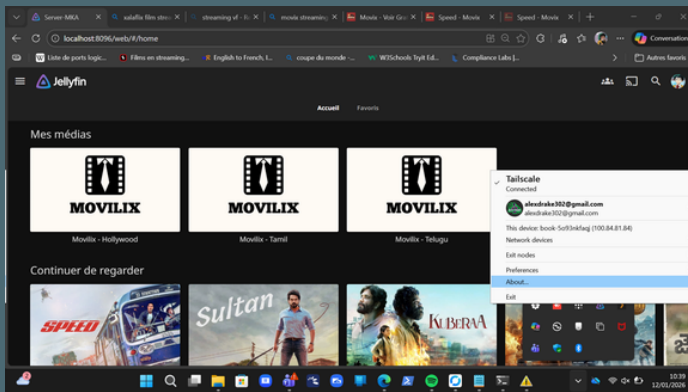 Server-MKA
xalaflix film stre
streaming vf - R
movix streaming
Movix - Voir Gra
Speed - Movix
Speed - Movix
localhost:8096/web/#/home
Conversation
Liste de ports logic...
Films en streaming...
English to French, I...
coupe du monde -...
W3Schools Tryit Ed...
Compliance Labs |...
Autres favoris
Jellyfin
Accueil
Favoris
Mes médias
MOVILIX
MOVILIX
MOVILIX
Movilix - Hollywood
Movilix - Tamil
Movilix - Telugu
Tailscale
Connected
alexdrake302@gmail.com
alexdrake302@gmail.com
This device: book-5o93nkfaqj (100.84.81.84)
Network devices
Exit nodes
Preferences
About...
Exit
Continuer de regarder
SPEED
Sultan
KUBERAA
10:39
12/01/2026